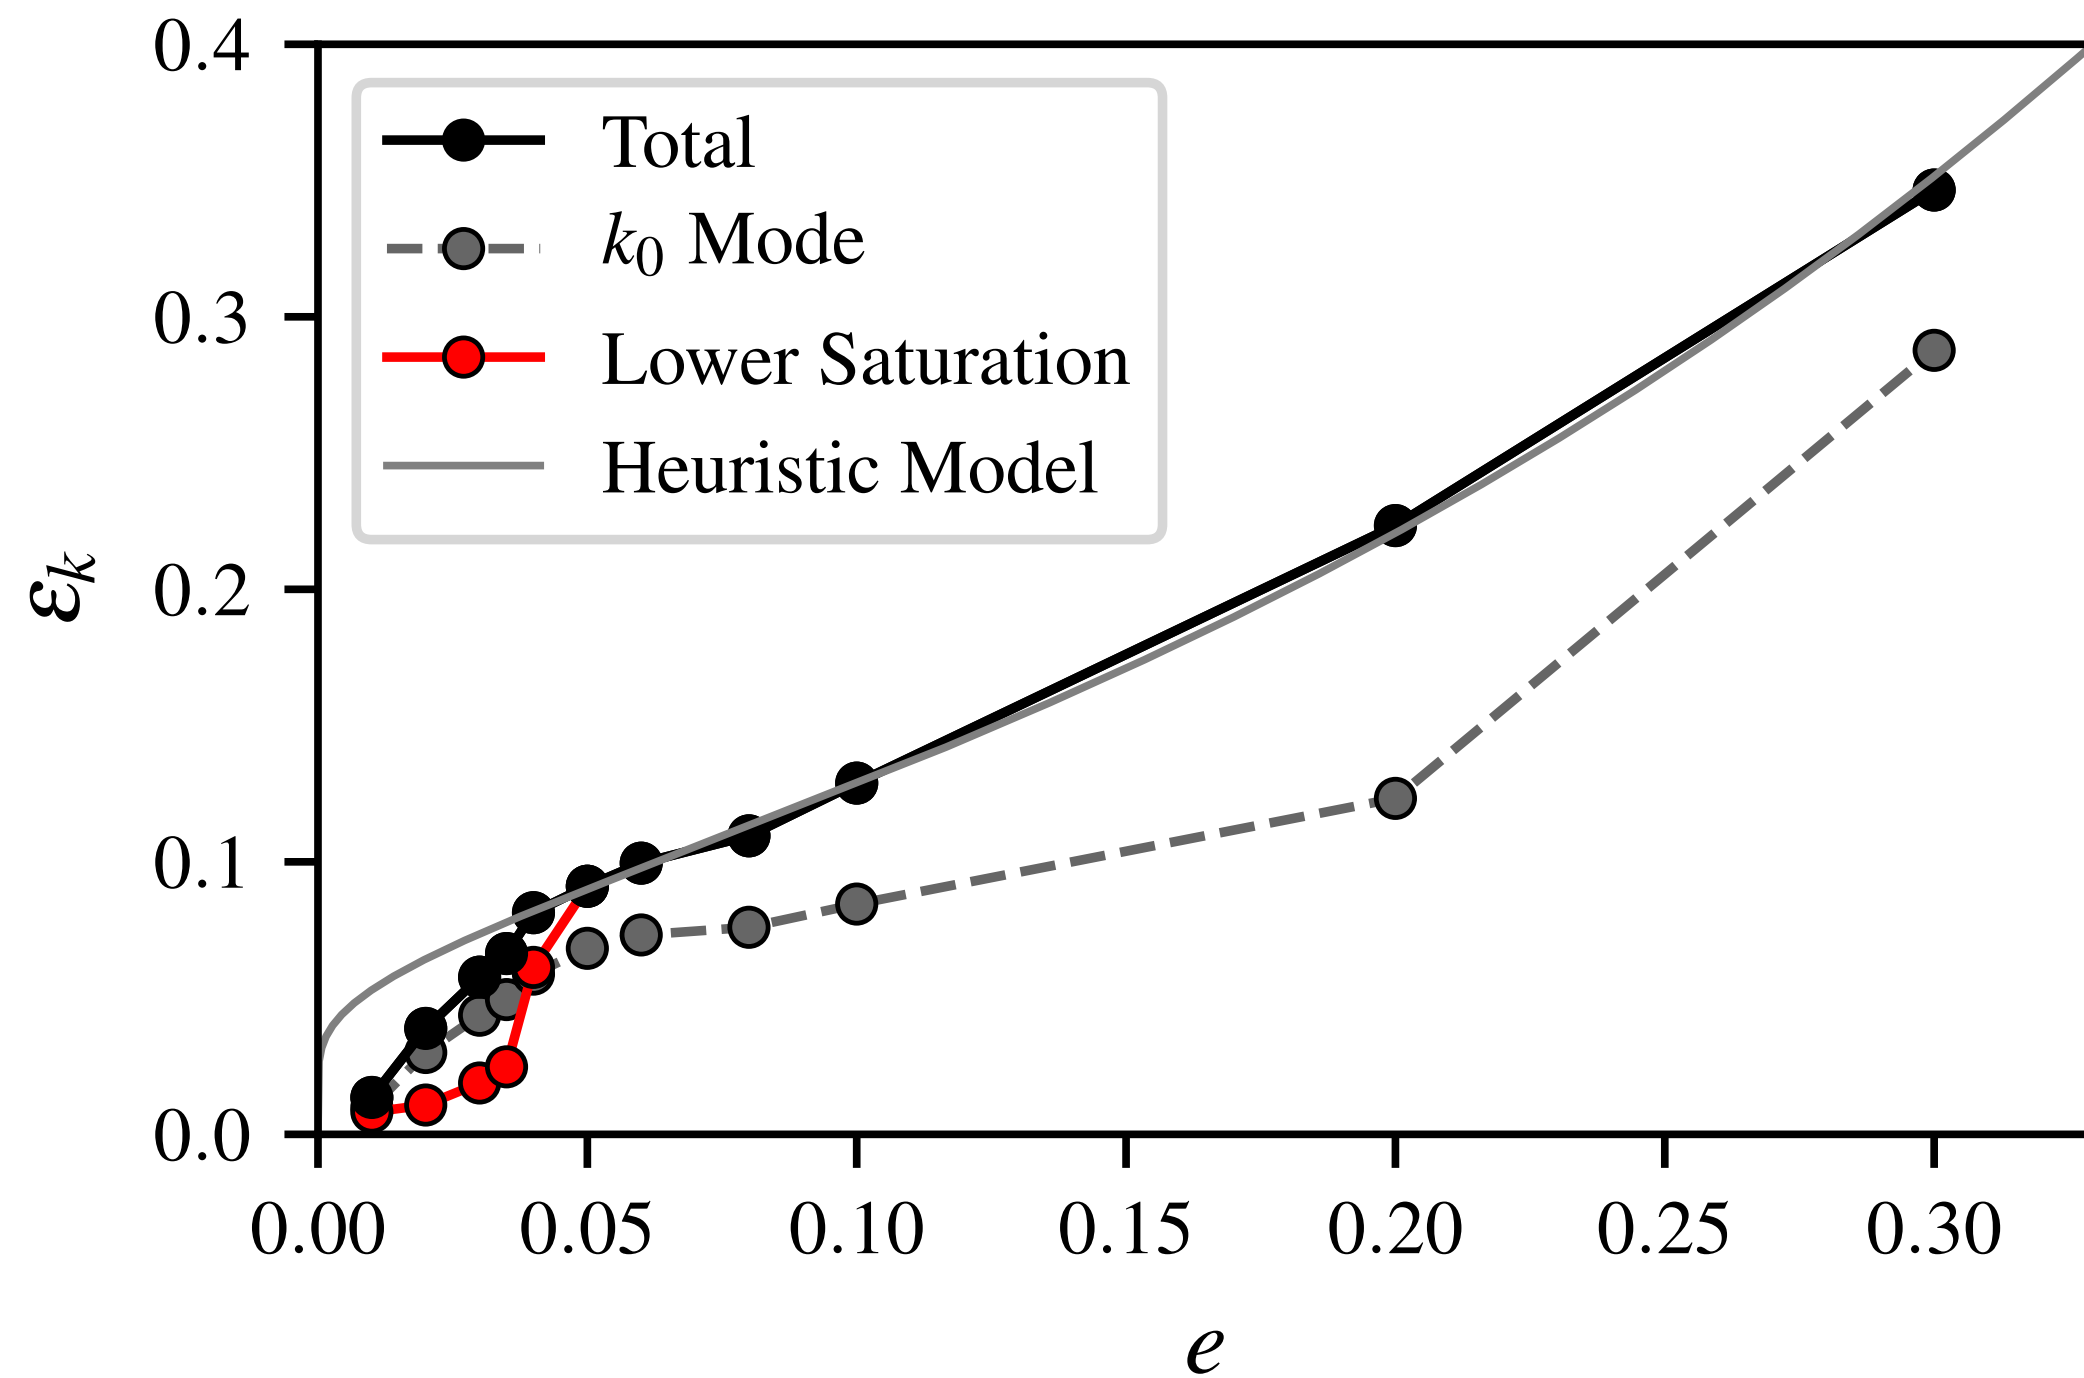 0.4
0.3
0.2
0.1
0.0
εk
Total
k0 Mode
Lower Saturation
Heuristic Model
0.00 0.05 0.10 0.15 0.20 0.25 0.30
e